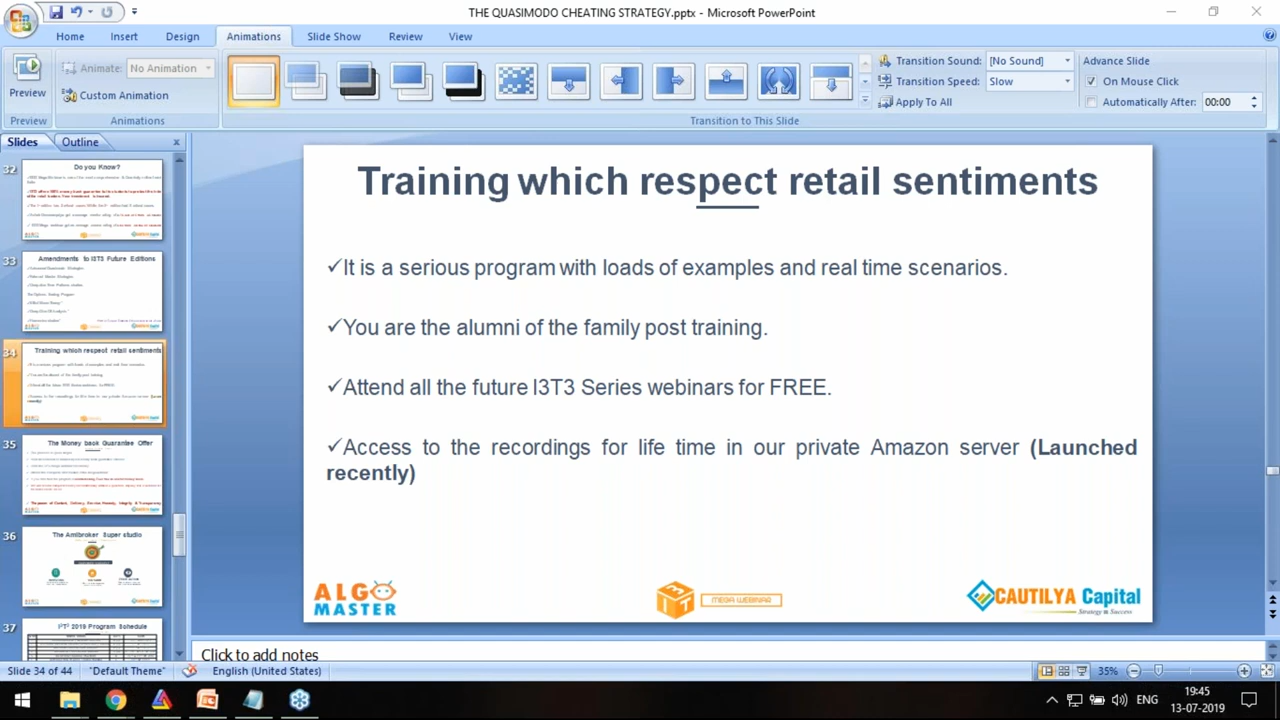 THE QUASIMODO CHEATING STRATEGY.pptx - Microsoft PowerPoint
Home Insert Design Animations Slide Show Review View
Preview
Animate: No Animation
Custom Animation
Transition Sound: [No Sound]
Transition Speed: Slow
Apply To All
Advance Slide
On Mouse Click
Automatically After: 00:00
Preview Animations Transition to This Slide
Slides Outline
32
Do you Know?
33
Amendments to I3T3 Future Editions
34
Training which respect retail sentiments
35
The Money back Guarantee Offer
36
The Amibroker Super studio
37
I³T³ 2019 Program Schedule
Training which respect retail sentiments
✓It is a serious program with loads of examples and real time scenarios.
✓You are the alumni of the family post training.
✓Attend all the future I3T3 Series webinars for FREE.
✓Access to the recordings for life time in our private Amazon server (Launched
recently)
ALGO
MASTER
MEGA WEBINAR
CAUTILYA Capital
Strategy is Success
Click to add notes
Slide 34 of 44 "Default Theme" English (United States) 35%
ENG
19:45
13-07-2019